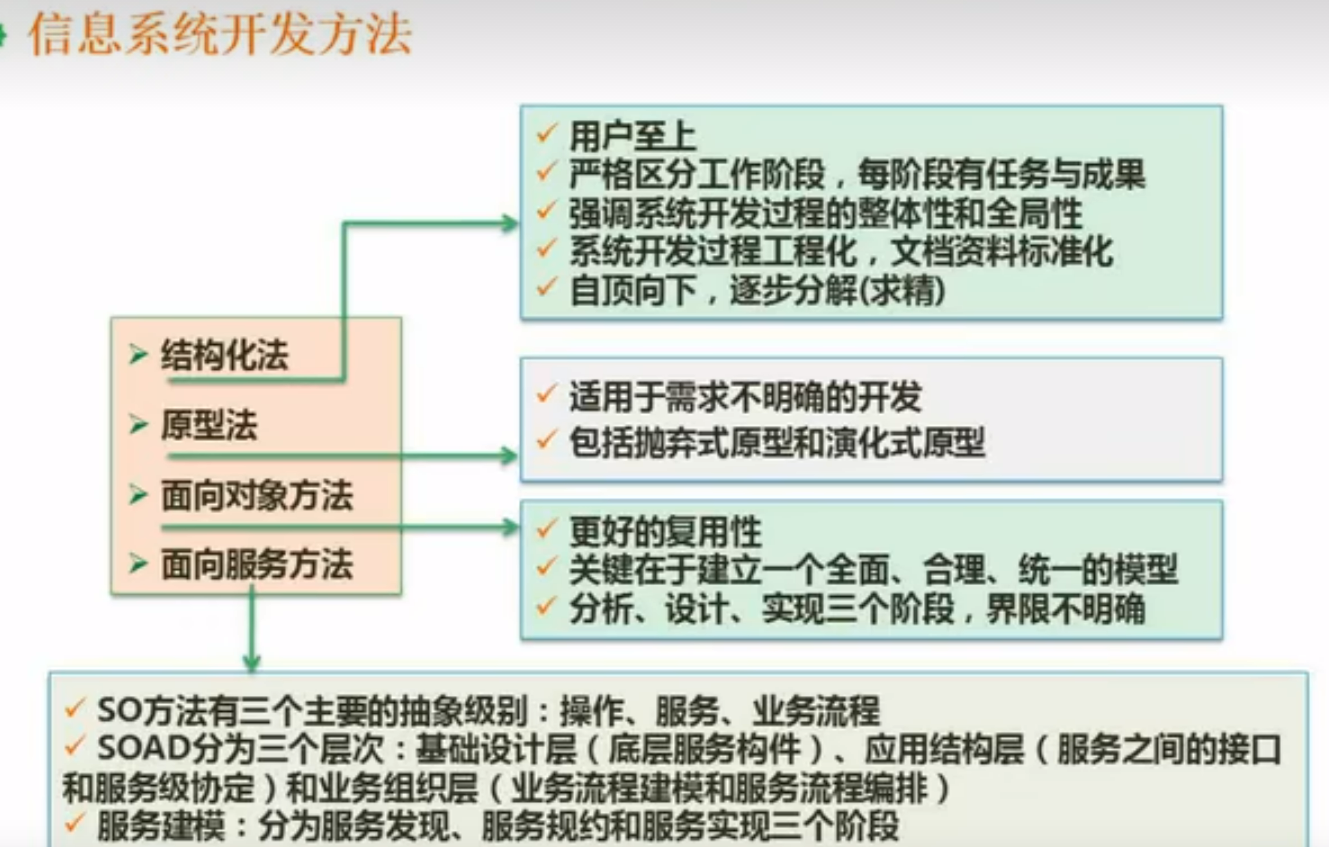 信息系统开发方法
✓ 用户至上
✓ 严格区分工作阶段，每阶段有任务与成果
✓ 强调系统开发过程的整体性和全局性
✓ 系统开发过程工程化，文档资料标准化
✓ 自顶向下，逐步分解(求精)
➢ 结构化法
➢ 原型法
➢ 面向对象方法
➢ 面向服务方法
✓ 适用于需求不明确的开发
✓ 包括抛弃式原型和演化式原型
✓ 更好的复用性
✓ 关键在于建立一个全面、合理、统一的模型
✓ 分析、设计、实现三个阶段，界限不明确
✓ SO方法有三个主要的抽象级别：操作、服务、业务流程
✓ SOAD分为三个层次：基础设计层（底层服务构件）、应用结构层（服务之间的接口
和服务级协定）和业务组织层（业务流程建模和服务流程编排）
✓ 服务建模：分为服务发现、服务规约和服务实现三个阶段